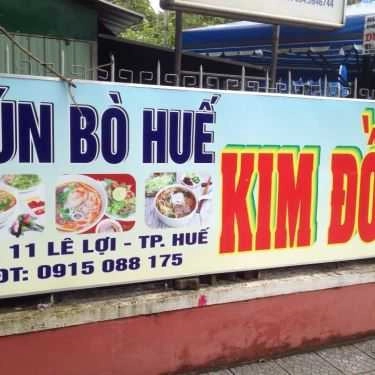 ÚN BÒ HUẾ
KIM ĐỒ
11 LÊ LỢI - TP. HUẾ
ĐT: 0915 088 175